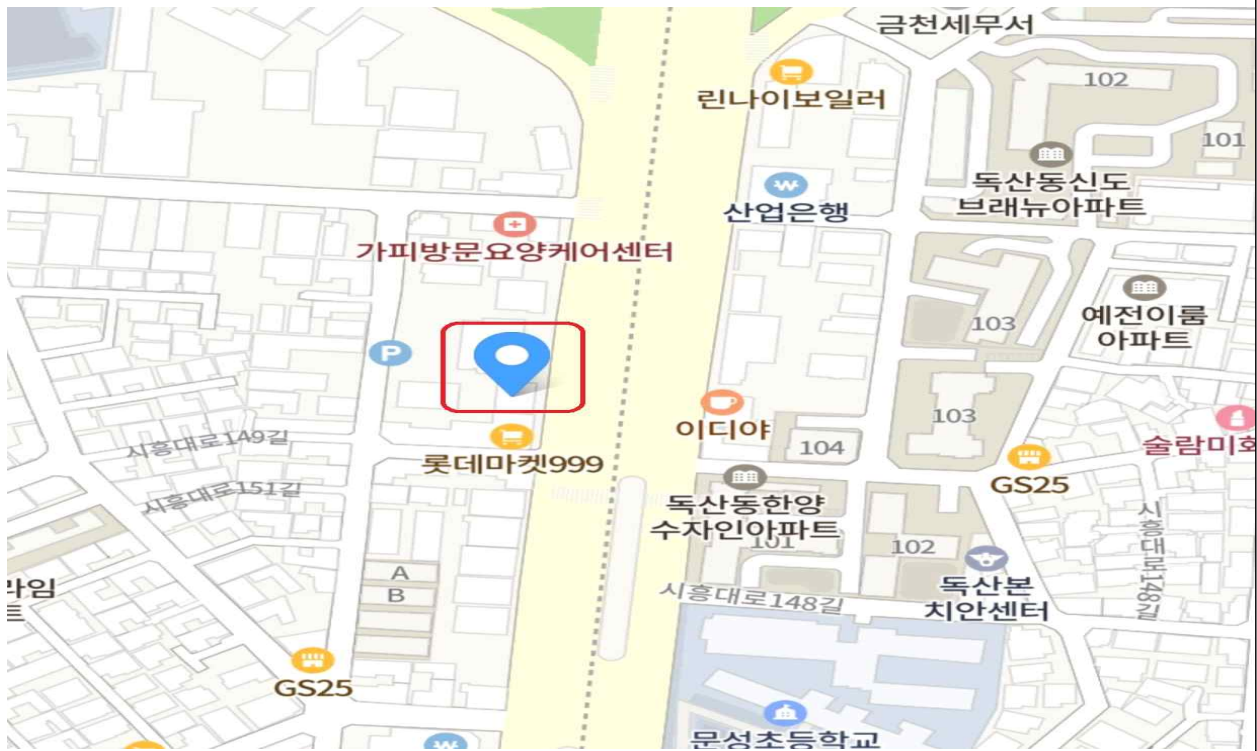 금천세무서
린나이보일러
102
101
독산동신도
브래뉴아파트
산업은행
가피방문요양케어센터
예전이룸
아파트
103
P
이디야
103
104
술람미화
시흥대로149길
롯데마켓999
GS25
시흥대로151길
독산동한양
수자인아파트
101
102
시흥대로148길
A
B
라임
트
독산본
치안센터
시흥대로148길
GS25
문성초등학교